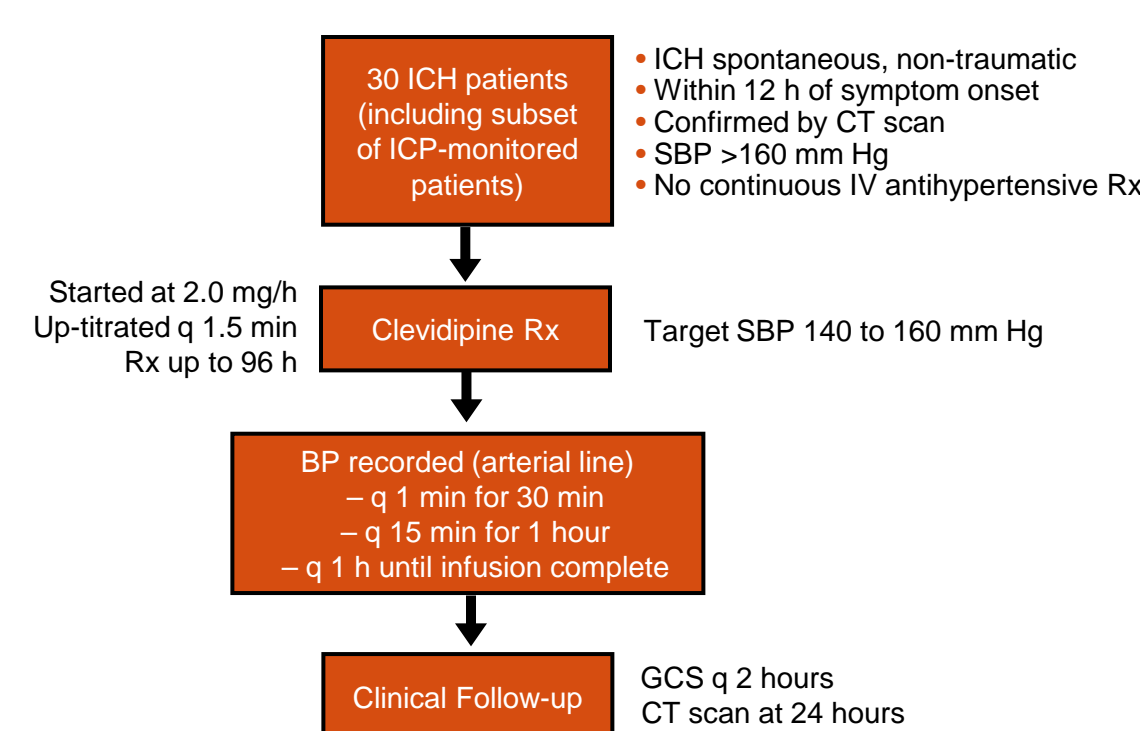 30 ICH patients
(including subset
of ICP-monitored
patients)
• ICH spontaneous, non-traumatic
• Within 12 h of symptom onset
• Confirmed by CT scan
• SBP >160 mm Hg
• No continuous IV antihypertensive Rx
Started at 2.0 mg/h
Up-titrated q 1.5 min
Rx up to 96 h
Clevidipine Rx
Target SBP 140 to 160 mm Hg
BP recorded (arterial line)
– q 1 min for 30 min
– q 15 min for 1 hour
– q 1 h until infusion complete
Clinical Follow-up
GCS q 2 hours
CT scan at 24 hours